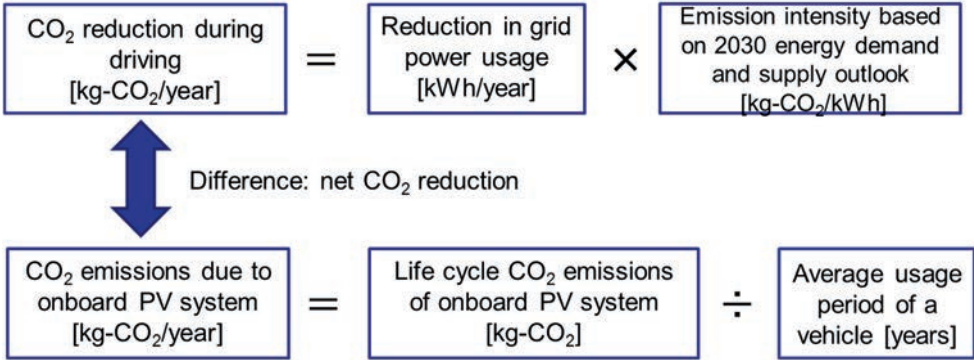 CO₂ reduction during
driving
[kg-CO₂/year]
=
Reduction in grid
power usage
[kWh/year]
×
Emission intensity based
on 2030 energy demand
and supply outlook
[kg-CO₂/kWh]
Difference: net CO₂ reduction
CO₂ emissions due to
onboard PV system
[kg-CO₂/year]
=
Life cycle CO₂ emissions
of onboard PV system
[kg-CO₂]
÷
Average usage
period of a
vehicle [years]